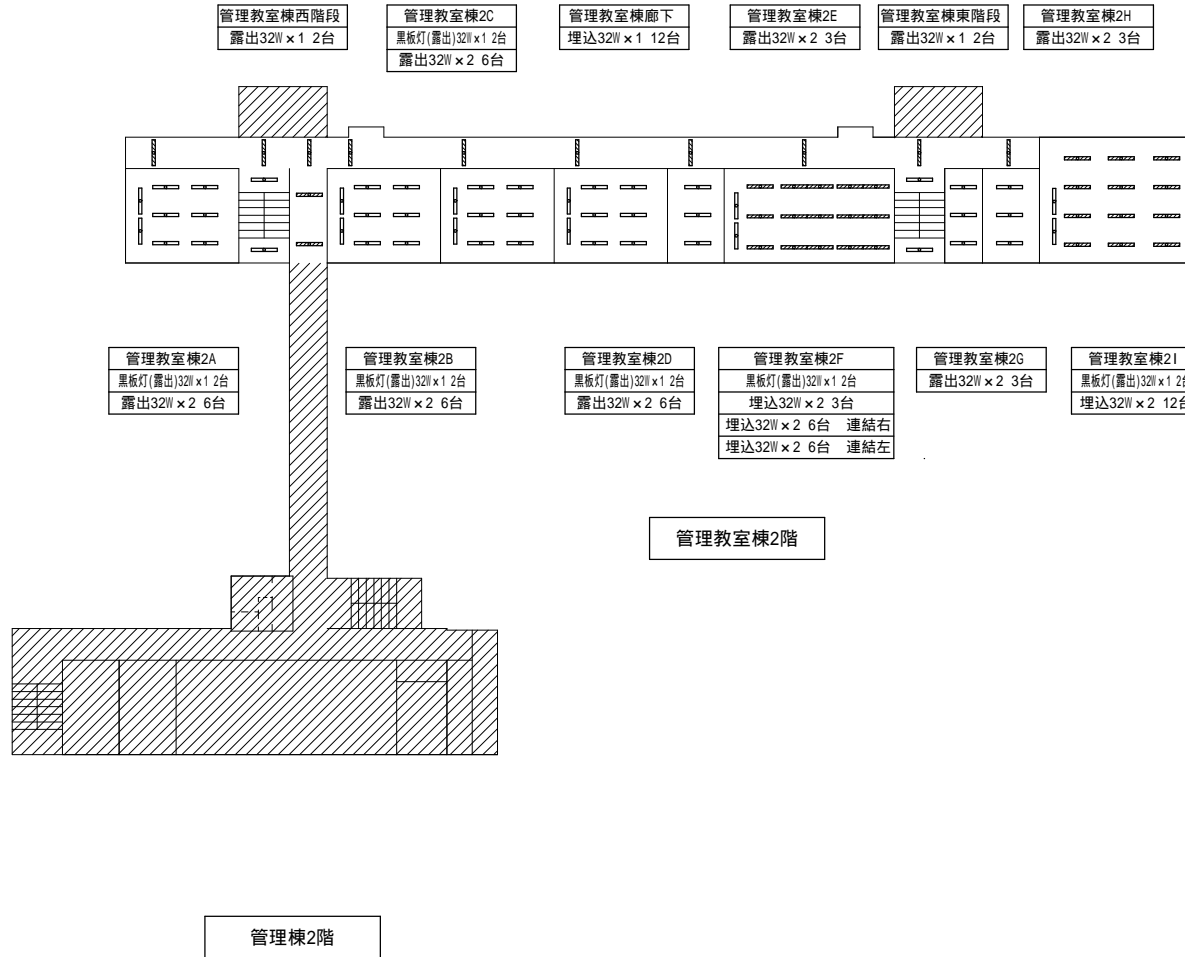 管理教室棟西階段
露出32W×1 2台
管理教室棟2C
黒板灯(露出)32W×1 2台
露出32W×2 6台
管理教室棟廊下
埋込32W×1 12台
管理教室棟2E
露出32W×2 3台
管理教室棟東階段
露出32W×1 2台
管理教室棟2H
露出32W×2 3台
管理教室棟2A
黒板灯(露出)32W×1 2台
露出32W×2 6台
管理教室棟2B
黒板灯(露出)32W×1 2台
露出32W×2 6台
管理教室棟2D
黒板灯(露出)32W×1 2台
露出32W×2 6台
管理教室棟2F
黒板灯(露出)32W×1 2台
埋込32W×2 3台
埋込32W×2 6台 連結右
埋込32W×2 6台 連結左
管理教室棟2G
露出32W×2 3台
管理教室棟2I
黒板灯(露出)32W×1 2台
埋込32W×2 12台
管理教室棟2階
管理棟2階